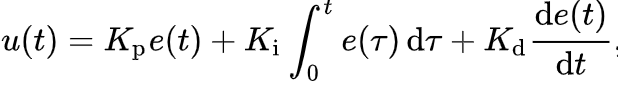 u(t) = K_p e(t) + K_i ∫_0^t e(τ) dτ + K_d de(t)/dt,